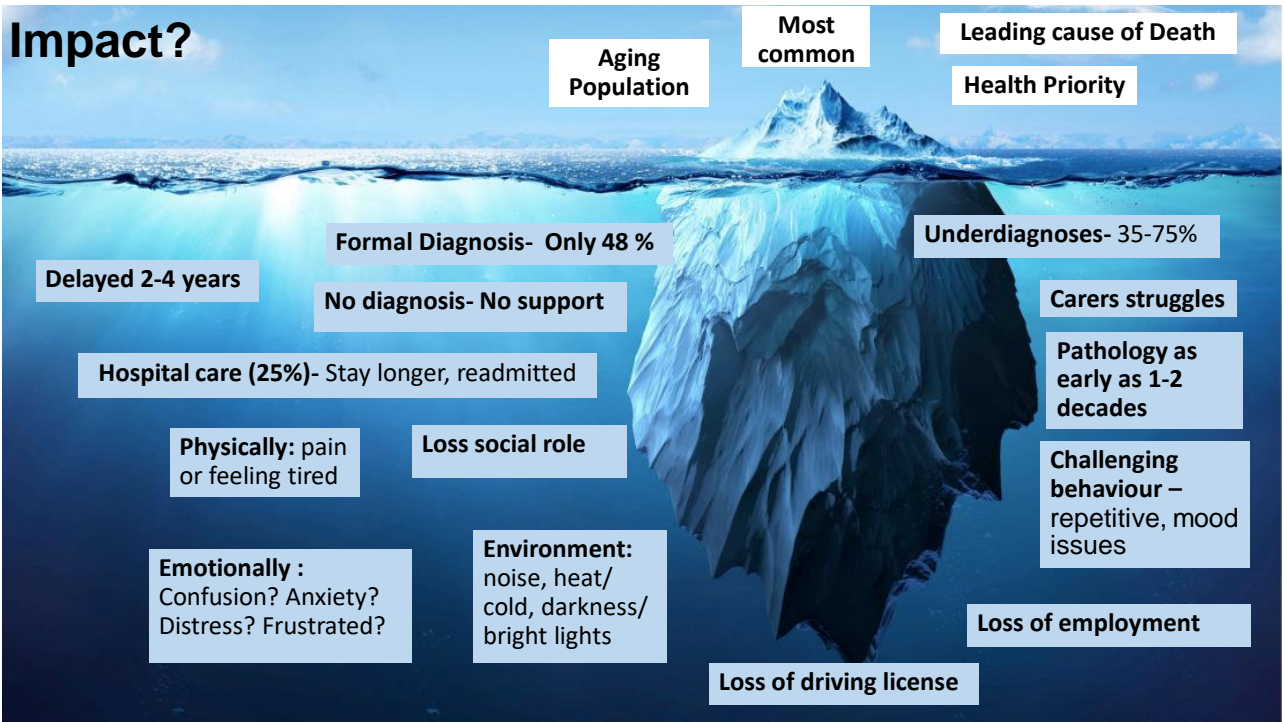 Impact?
Aging
Population
Most
common
Leading cause of Death
Health Priority
Formal Diagnosis-  Only 48 %
Underdiagnoses- 35-75%
Delayed 2-4 years
No diagnosis- No support
Carers struggles
Hospital care (25%)- Stay longer, readmitted
Pathology as
early as 1-2
decades
Physically: pain
or feeling tired
Loss social role
Challenging
behaviour –
repetitive, mood
issues
Emotionally :
Confusion? Anxiety?
Distress? Frustrated?
Environment:
noise, heat/
cold, darkness/
bright lights
Loss of employment
Loss of driving license